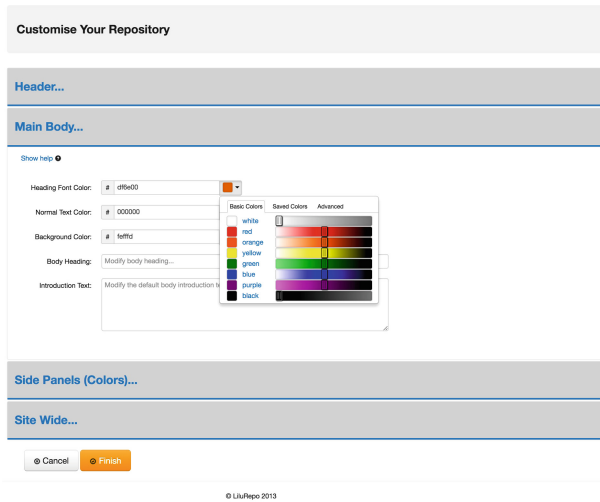 Customise Your Repository
Header...
Main Body...
Show help
Heading Font Color: # df6e00
Basic Colors Saved Colors Advanced
Normal Text Color: # 000000
white
red
Background Color: # fefffd
orange
yellow
Body Heading: Modify body heading...
green
blue
Introduction Text: Modify the default body introduction te
purple
black
Side Panels (Colors)...
Site Wide...
Cancel Finish
© LiluRepo 2013